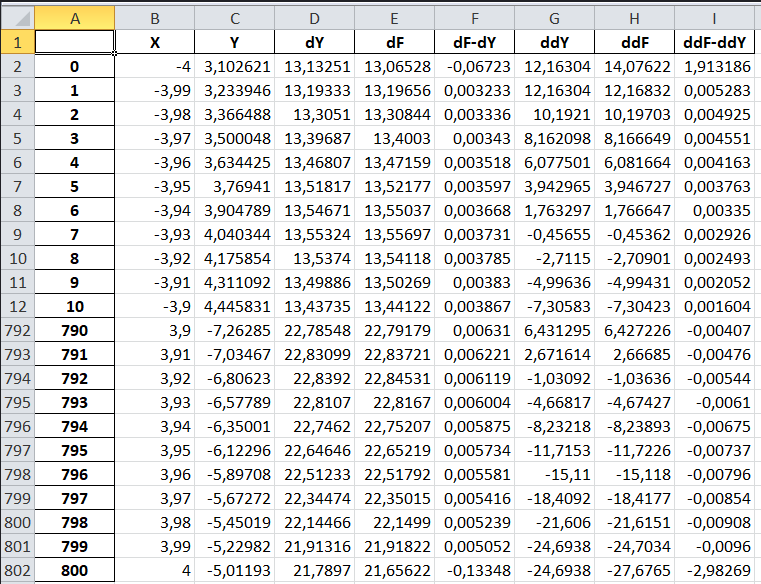 A B C D E F G H I
1 X Y dY dF dF-dY ddY ddF ddF-ddY
2 0 -4 3,102621 13,13251 13,06528 -0,06723 12,16304 14,07622 1,913186
3 1 -3,99 3,233946 13,19333 13,19656 0,003233 12,16304 12,16832 0,005283
4 2 -3,98 3,366488 13,3051 13,30844 0,003336 10,1921 10,19703 0,004925
5 3 -3,97 3,500048 13,39687 13,4003 0,00343 8,162098 8,166649 0,004551
6 4 -3,96 3,634425 13,46807 13,47159 0,003518 6,077501 6,081664 0,004163
7 5 -3,95 3,76941 13,51817 13,52177 0,003597 3,942965 3,946727 0,003763
8 6 -3,94 3,904789 13,54671 13,55037 0,003668 1,763297 1,766647 0,00335
9 7 -3,93 4,040344 13,55324 13,55697 0,003731 -0,45655 -0,45362 0,002926
10 8 -3,92 4,175854 13,5374 13,54118 0,003785 -2,7115 -2,70901 0,002493
11 9 -3,91 4,311092 13,49886 13,50269 0,00383 -4,99636 -4,99431 0,002052
12 10 -3,9 4,445831 13,43735 13,44122 0,003867 -7,30583 -7,30423 0,001604
792 790 3,9 -7,26285 22,78548 22,79179 0,00631 6,431295 6,427226 -0,00407
793 791 3,91 -7,03467 22,83099 22,83721 0,006221 2,671614 2,66685 -0,00476
794 792 3,92 -6,80623 22,8392 22,84531 0,006119 -1,03092 -1,03636 -0,00544
795 793 3,93 -6,57789 22,8107 22,8167 0,006004 -4,66817 -4,67427 -0,0061
796 794 3,94 -6,35001 22,7462 22,75207 0,005875 -8,23218 -8,23893 -0,00675
797 795 3,95 -6,12296 22,64646 22,65219 0,005734 -11,7153 -11,7226 -0,00737
798 796 3,96 -5,89708 22,51233 22,51792 0,005581 -15,11 -15,118 -0,00796
799 797 3,97 -5,67272 22,34474 22,35015 0,005416 -18,4092 -18,4177 -0,00854
800 798 3,98 -5,45019 22,14466 22,1499 0,005239 -21,606 -21,6151 -0,00908
801 799 3,99 -5,22982 21,91316 21,91822 0,005052 -24,6938 -24,7034 -0,0096
802 800 4 -5,01193 21,7897 21,65622 -0,13348 -24,6938 -27,6765 -2,98269